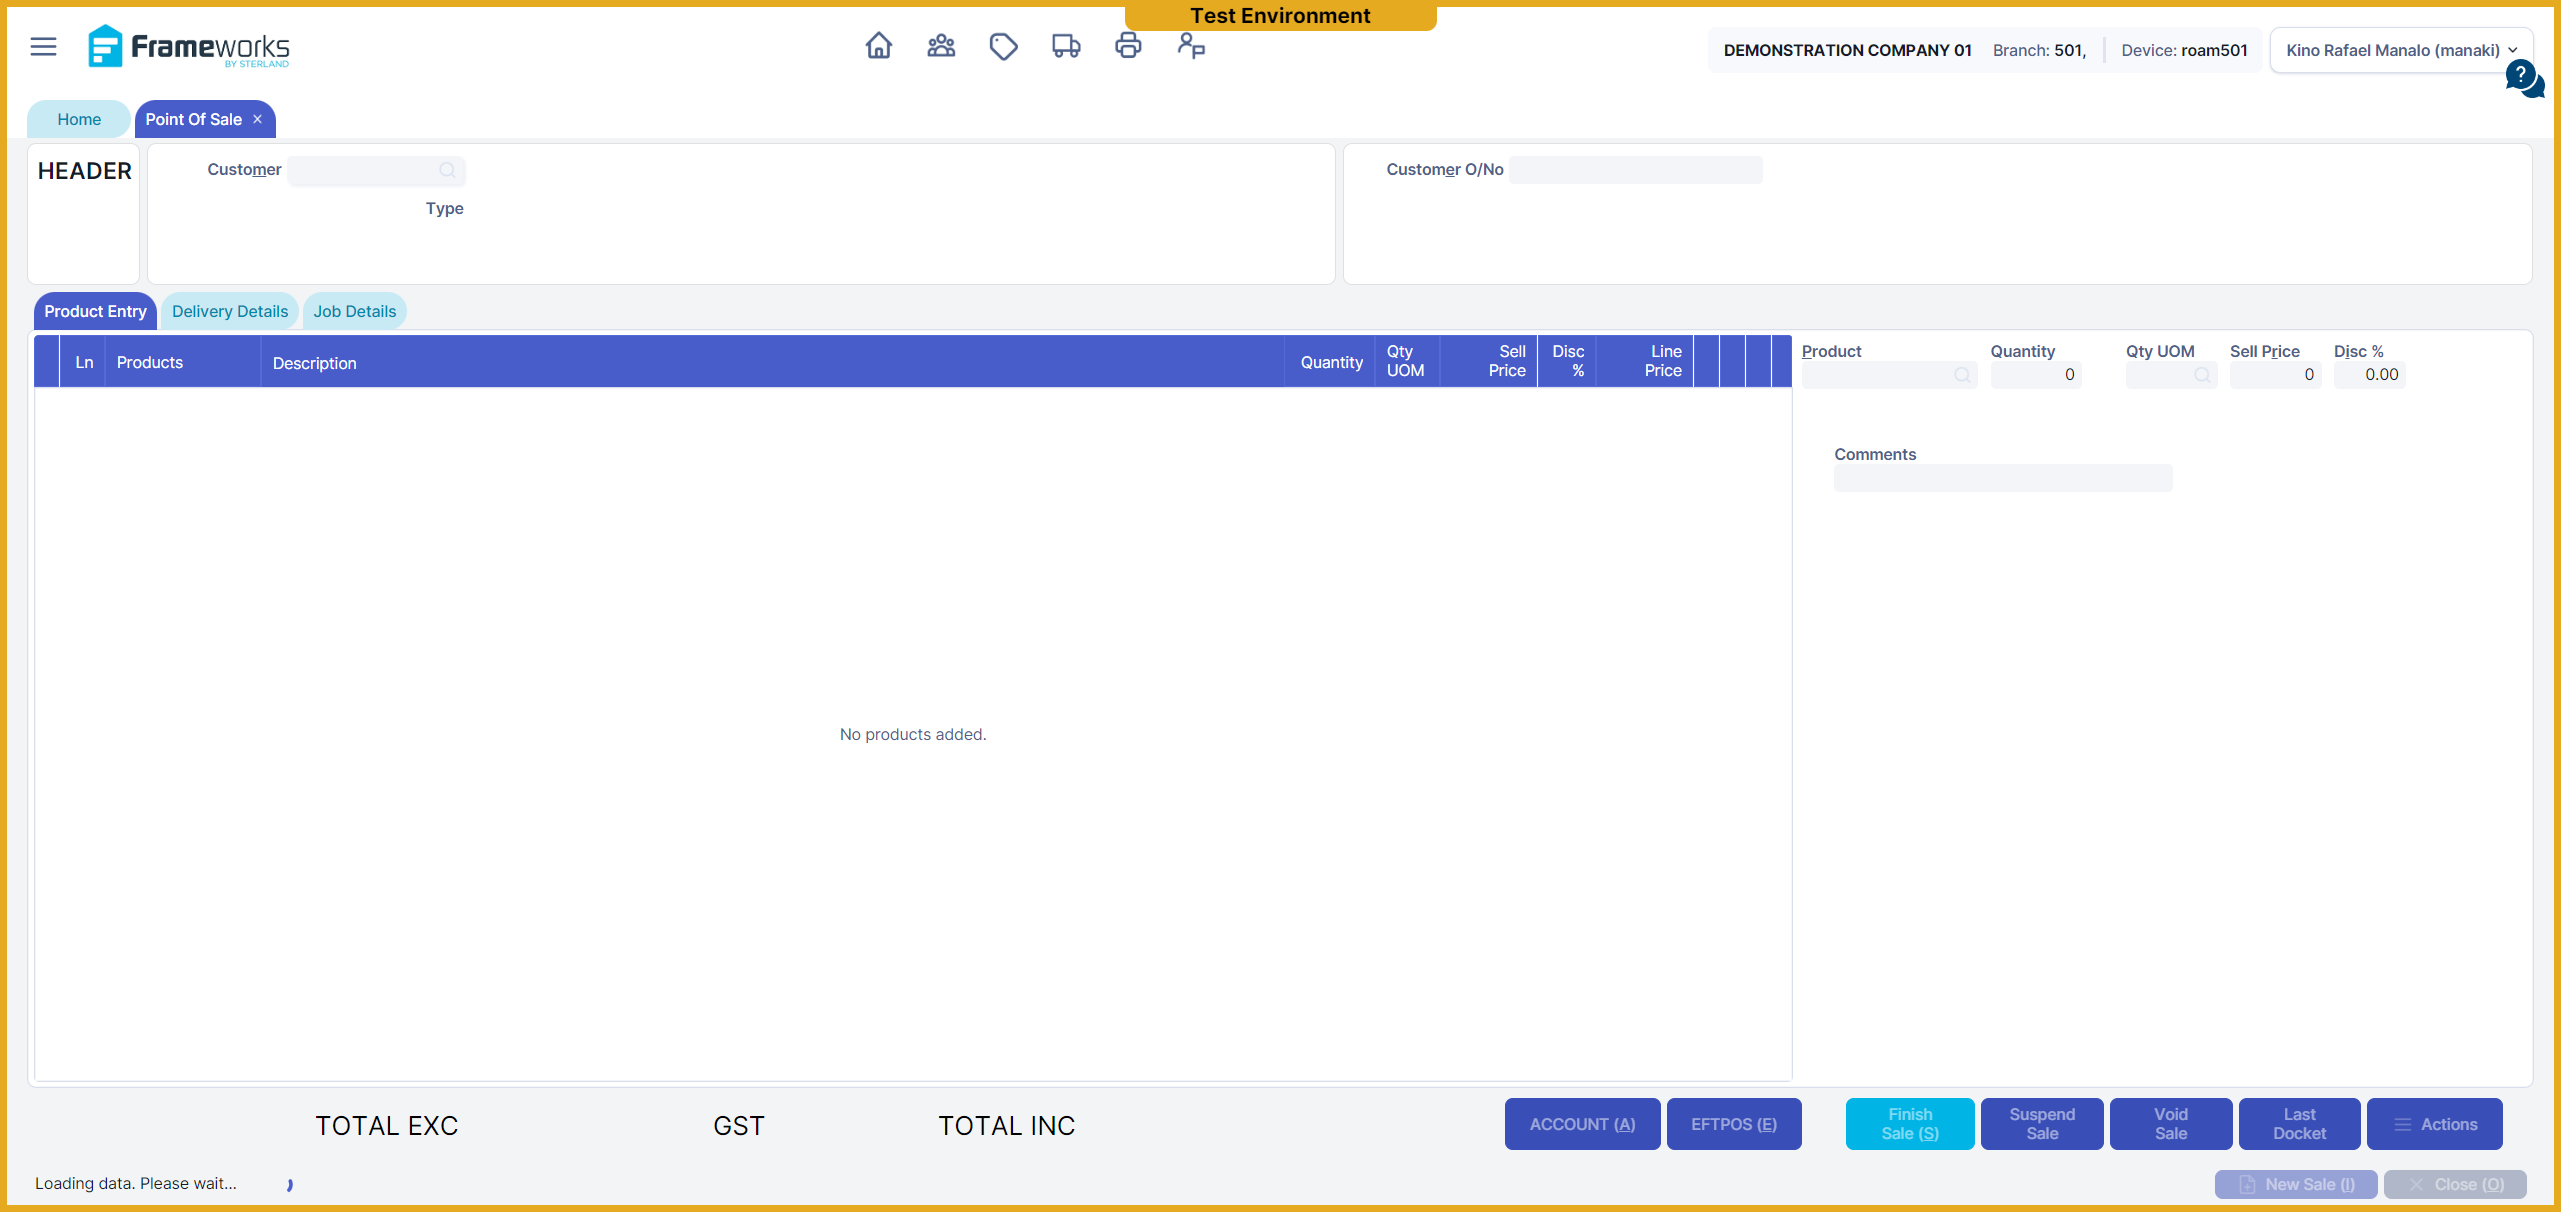 Test Environment
Frameworks
BY STERLAND
DEMONSTRATION COMPANY 01 Branch: 501, Device: roam501
Kino Rafael Manalo (manaki)
?
Home
Point Of Sale ×
HEADER
Customer
Type
Customer O/No
Product Entry
Delivery Details
Job Details
Ln
Products
Description
Quantity
Qty
UOM
Sell
Price
Disc
%
Line
Price
Product
Quantity
0
Qty UOM
Sell Price
0
Disc %
0.00
Comments
No products added.
TOTAL EXC
GST
TOTAL INC
ACCOUNT (A)
EFTPOS (E)
Finish
Sale (S)
Suspend
Sale
Void
Sale
Last
Docket
Actions
Loading data. Please wait...
New Sale (I)
Close (O)